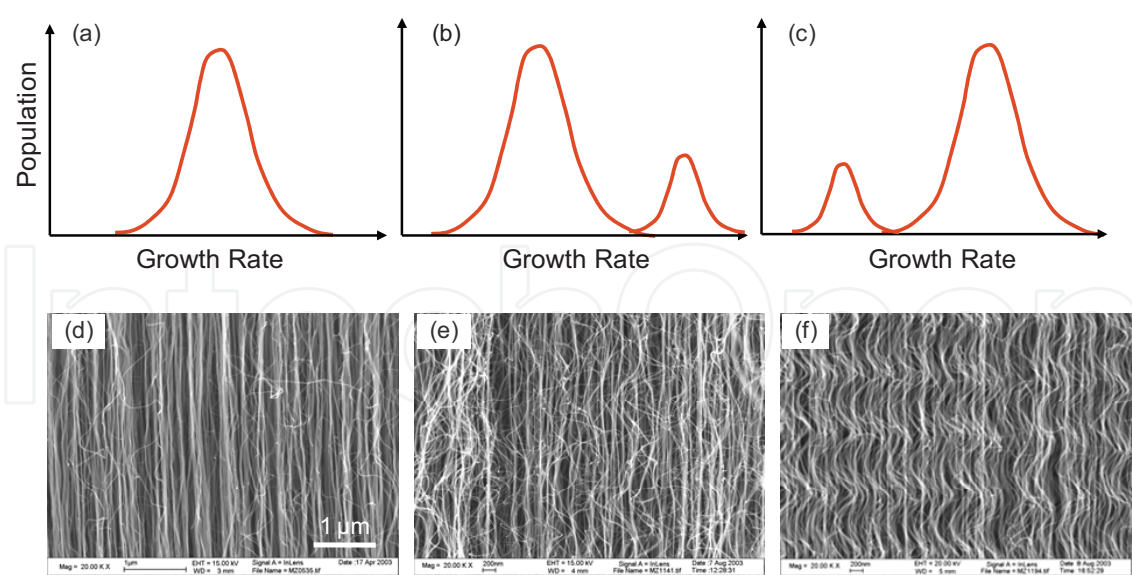 (a)
(b)
(c)
Population
Growth Rate
Growth Rate
Growth Rate
IntechOpen
(d)
(e)
(f)
1 µm
Mag = 20.00 K X
1µm
EHT = 15.00 kV
WD = 3 mm
Signal A = InLens
File Name = MZ0535.tif
Date :17 Apr 2003
Mag = 20.00 K X
200nm
EHT = 15.00 kV
WD = 4 mm
Signal A = InLens
File Name = MZ1141.tif
Date :7 Aug 2003
Time :12:28:31
Mag = 20.00 K X
200nm
EHT = 20.00 kV
WD = 5 mm
Signal A = InLens
File Name = MZ1194.tif
Date :8 Aug 2003
Time :16:52:29